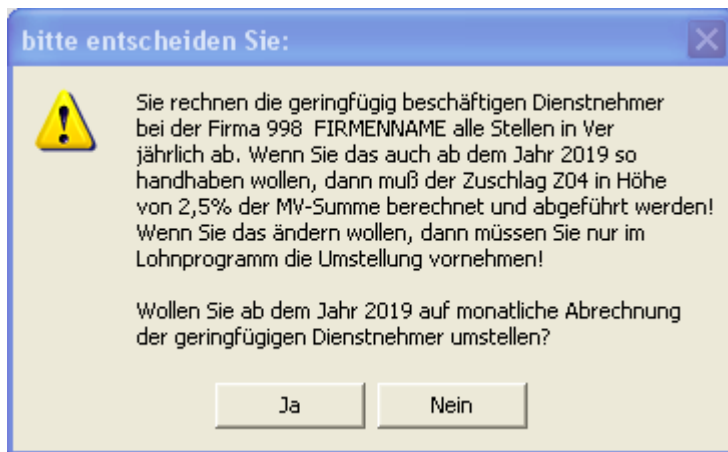 bitte entscheiden Sie:
Sie rechnen die geringfügig beschäftigen Dienstnehmer
bei der Firma 998 FIRMENNAME alle Stellen in Ver
jährlich ab. Wenn Sie das auch ab dem Jahr 2019 so
handhaben wollen, dann muß der Zuschlag Z04 in Höhe
von 2,5% der MV-Summe berechnet und abgeführt werden!
Wenn Sie das ändern wollen, dann müssen Sie nur im
Lohnprogramm die Umstellung vornehmen!
Wollen Sie ab dem Jahr 2019 auf monatliche Abrechnung
der geringfügigen Dienstnehmer umstellen?
Ja
Nein